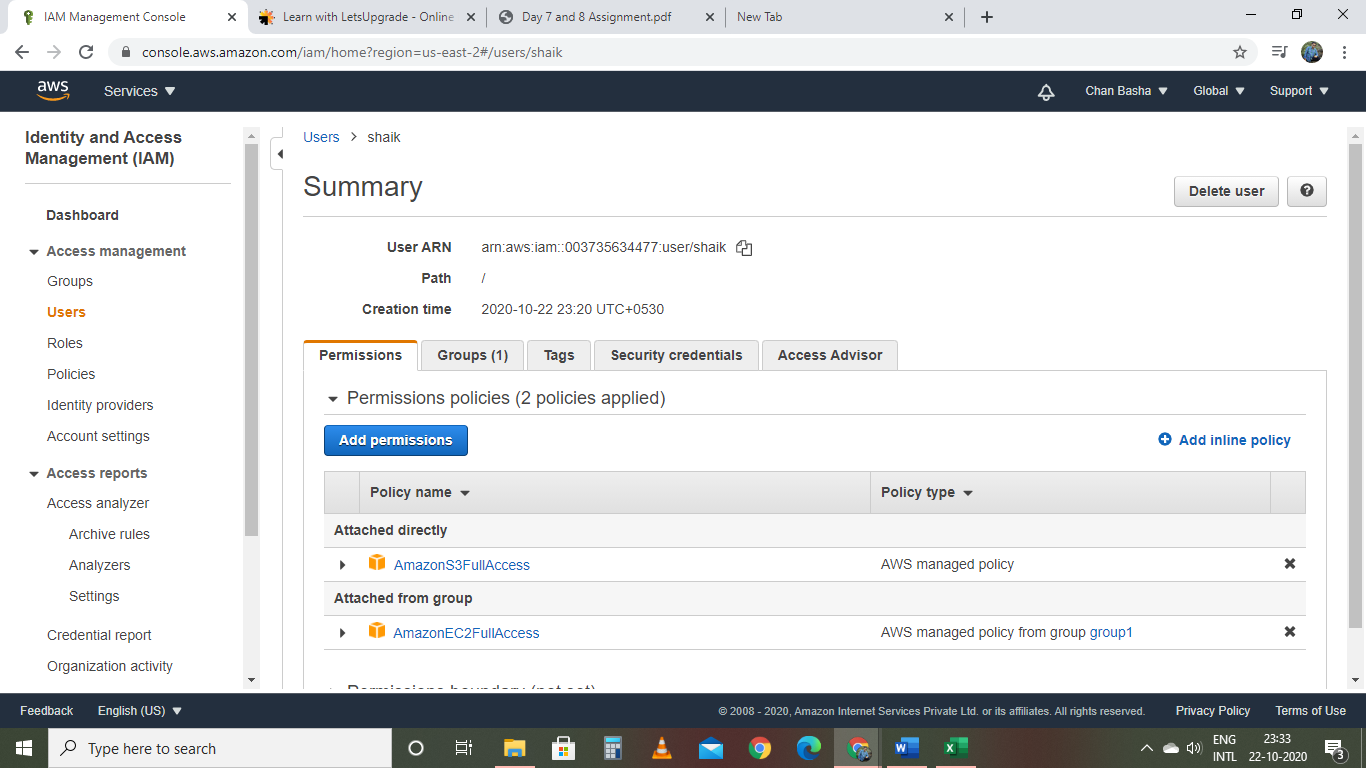 IAM Management Console
Learn with LetsUpgrade - Online
Day 7 and 8 Assignment.pdf
New Tab
console.aws.amazon.com/iam/home?region=us-east-2#/users/shaik
aws
Services
Chan Basha
Global
Support
Identity and Access
Management (IAM)
Dashboard
Access management
Groups
Users
Roles
Policies
Identity providers
Account settings
Access reports
Access analyzer
Archive rules
Analyzers
Settings
Credential report
Organization activity
Users > shaik
Summary
Delete user
User ARN arn:aws:iam::003735634477:user/shaik
Path /
Creation time 2020-10-22 23:20 UTC+0530
Permissions
Groups (1)
Tags
Security credentials
Access Advisor
Permissions policies (2 policies applied)
Add permissions
Add inline policy
Policy name
Policy type
Attached directly
AmazonS3FullAccess AWS managed policy
Attached from group
AmazonEC2FullAccess AWS managed policy from group group1
Permissions boundary (not set)
Feedback
English (US)
© 2008 - 2020, Amazon Internet Services Private Ltd. or its affiliates. All rights reserved.
Privacy Policy
Terms of Use
Type here to search
ENG
INTL
23:33
22-10-2020
3